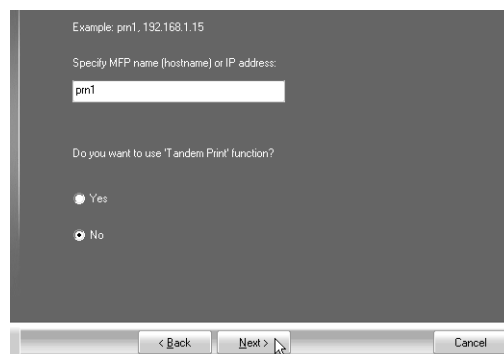 Example: prn1, 192.168.1.15
Specify MFP name (hostname) or IP address:
prn1
Do you want to use 'Tandem Print' function?
Yes
No
< Back
Next >
Cancel